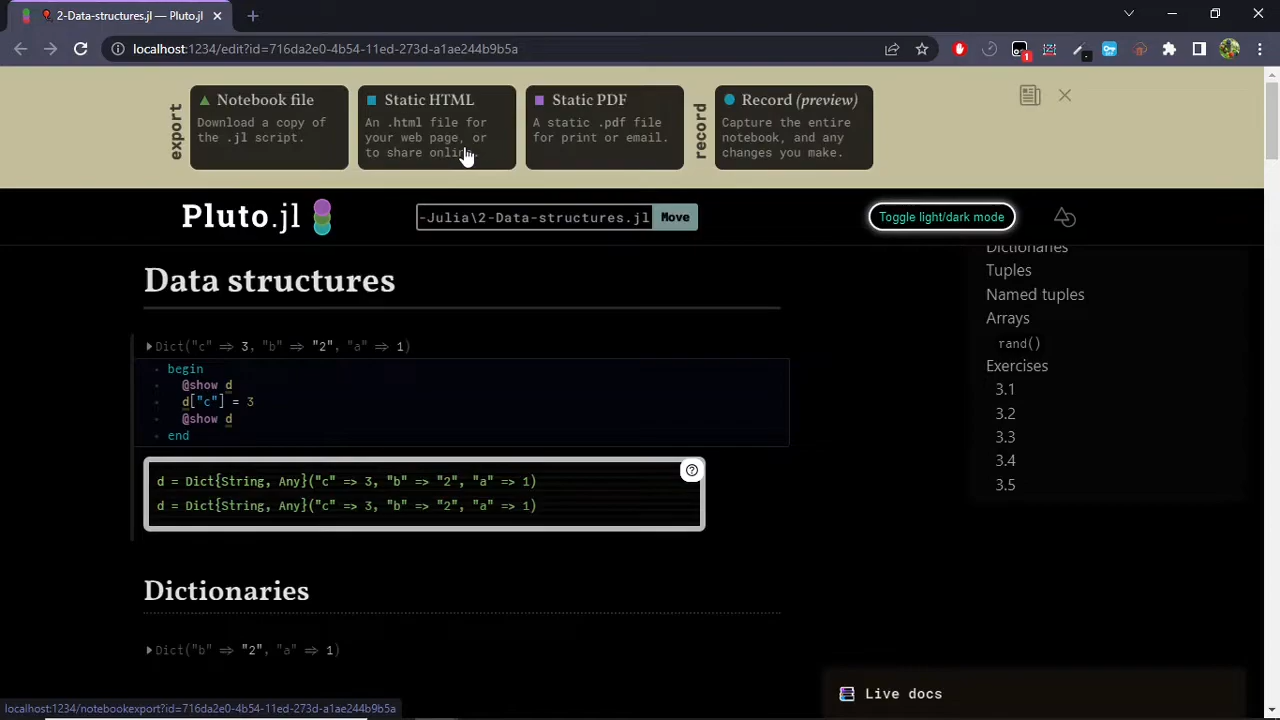 2-Data-structures.jl — Pluto.jl
localhost:1234/edit?id=716da2e0-4b54-11ed-273d-a1ae244b9b5a
1
export
Notebook file
Download a copy of
the .jl script.
Static HTML
An .html file for
your web page, or
to share online.
Static PDF
A static .pdf file
for print or email.
record
Record (preview)
Capture the entire
notebook, and any
changes you make.
Pluto.jl
-Julia\2-Data-structures.jl
Move
Toggle light/dark mode
Data structures
Dict("c" => 3, "b" => "2", "a" => 1)
begin
@show d
d["c"] = 3
@show d
end
d = Dict{String, Any}("c" => 3, "b" => "2", "a" => 1)
d = Dict{String, Any}("c" => 3, "b" => "2", "a" => 1)
Dictionaries
Dict("b" => "2", "a" => 1)
Dictionaries
Tuples
Named tuples
Arrays
rand()
Exercises
3.1
3.2
3.3
3.4
3.5
Live docs
localhost:1234/notebookexport?id=716da2e0-4b54-11ed-273d-a1ae244b9b5a